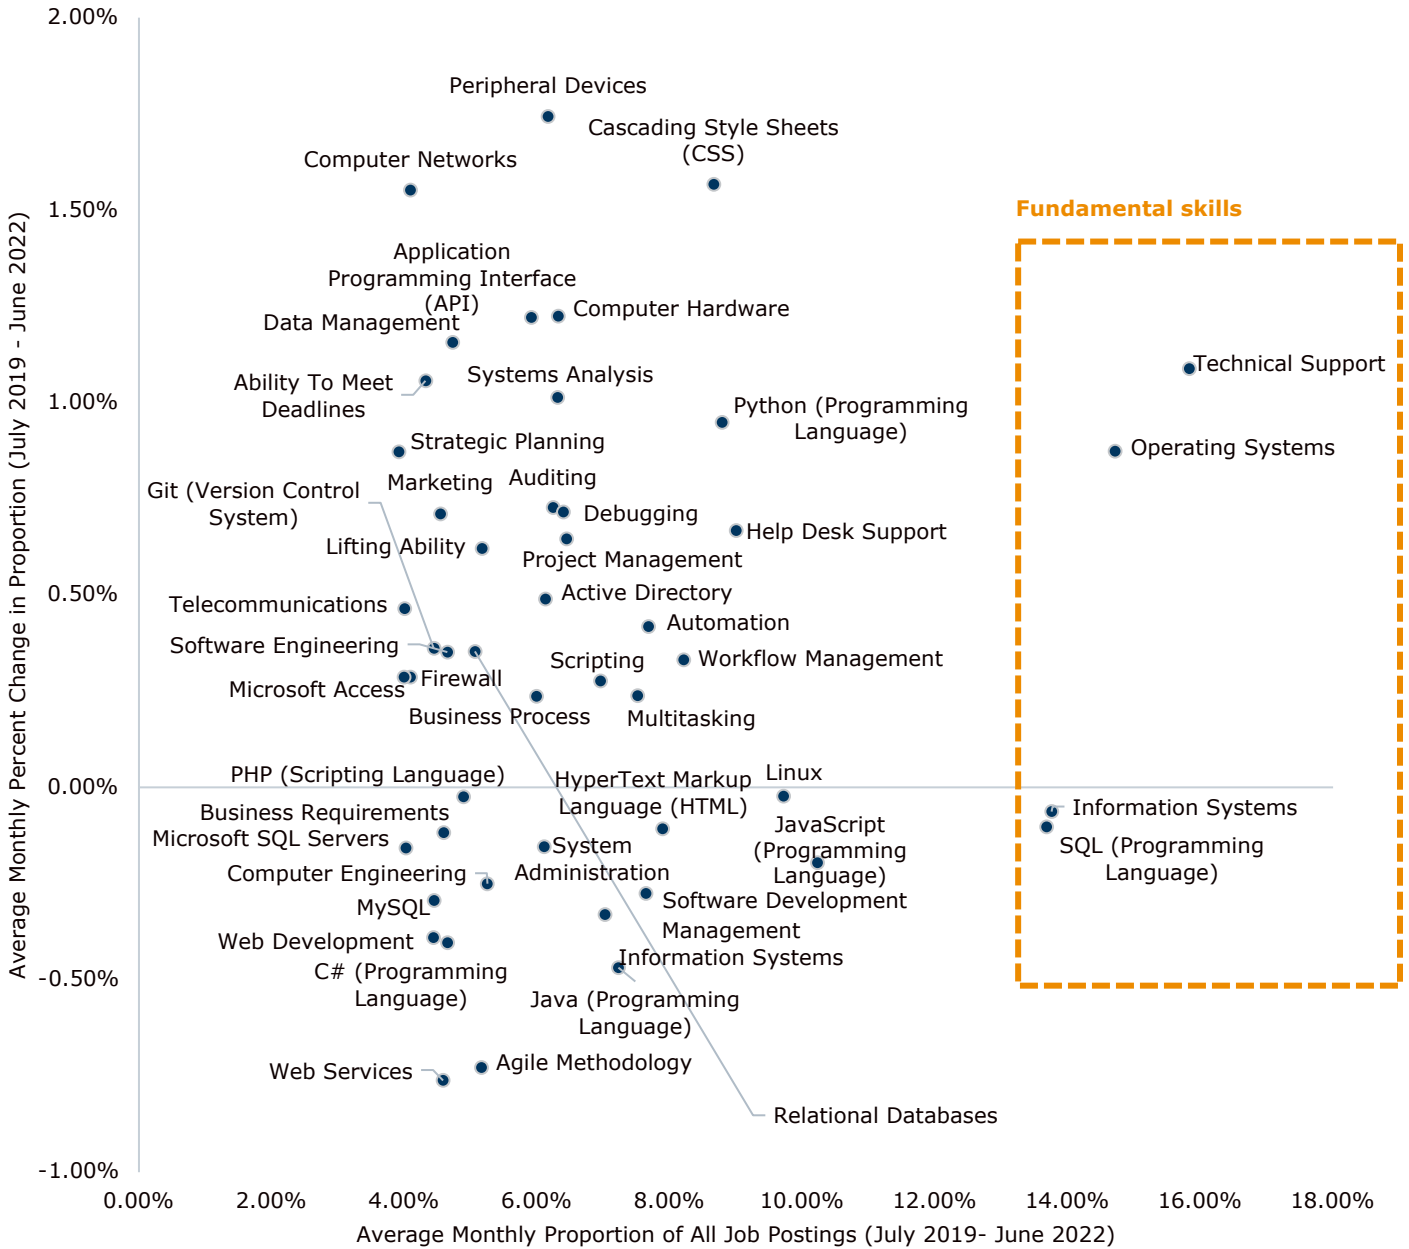 2.00%
Peripheral Devices
Cascading Style Sheets
(CSS)
Computer Networks
1.50%
Fundamental skills
Application
Programming Interface
(API)
Computer Hardware
Data Management
Technical Support
Systems Analysis
Ability To Meet
Deadlines
1.00%
Python (Programming
Language)
Strategic Planning
Operating Systems
Marketing
Auditing
Git (Version Control
System)
Debugging
Help Desk Support
Lifting Ability
Project Management
0.50%
Active Directory
Telecommunications
Automation
Software Engineering
Scripting
Workflow Management
Firewall
Microsoft Access
Business Process
Multitasking
0.00%
PHP (Scripting Language)
HyperText Markup
Language (HTML)
Linux
Business Requirements
Information Systems
JavaScript
(Programming
Language)
Microsoft SQL Servers
System
Administration
SQL (Programming
Language)
Computer Engineering
MySQL
Software Development
Web Development
Management
Information Systems
-0.50%
C# (Programming
Language)
Java (Programming
Language)
Agile Methodology
Web Services
Relational Databases
-1.00%
0.00% 2.00% 4.00% 6.00% 8.00% 10.00% 12.00% 14.00% 16.00% 18.00%
Average Monthly Proportion of All Job Postings (July 2019- June 2022)
Average Monthly Percent Change in Proportion (July 2019 - June 2022)